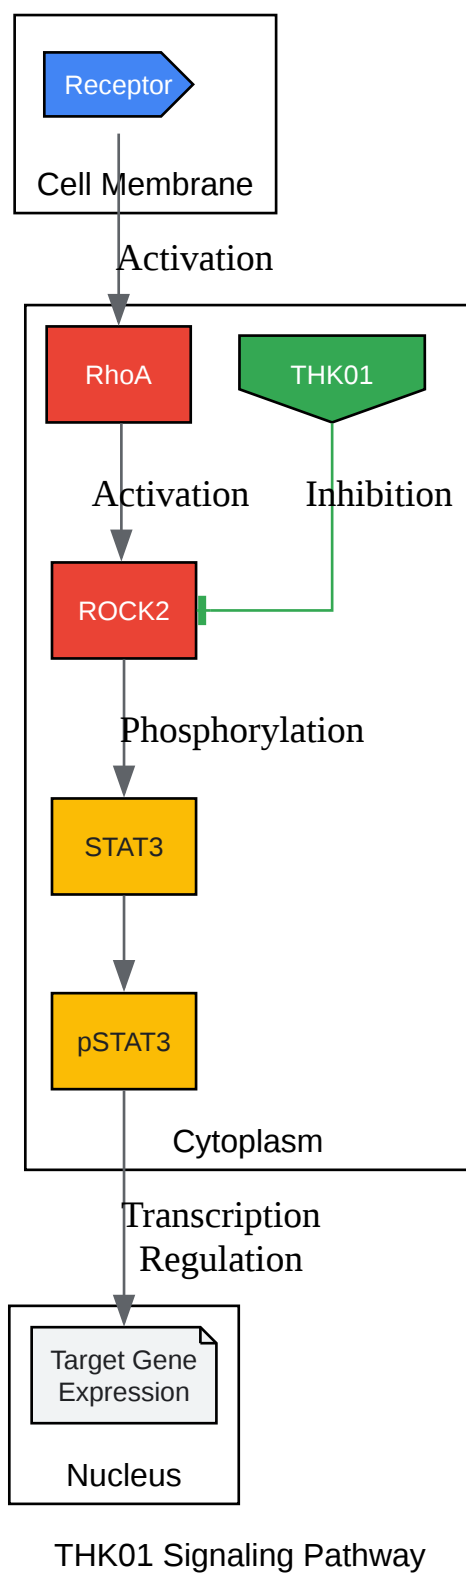 Receptor
Cell Membrane
Activation
RhoA
THK01
Activation
Inhibition
ROCK2
Phosphorylation
STAT3
pSTAT3
Cytoplasm
Transcription
Regulation
Target Gene
Expression
Nucleus
THK01 Signaling Pathway